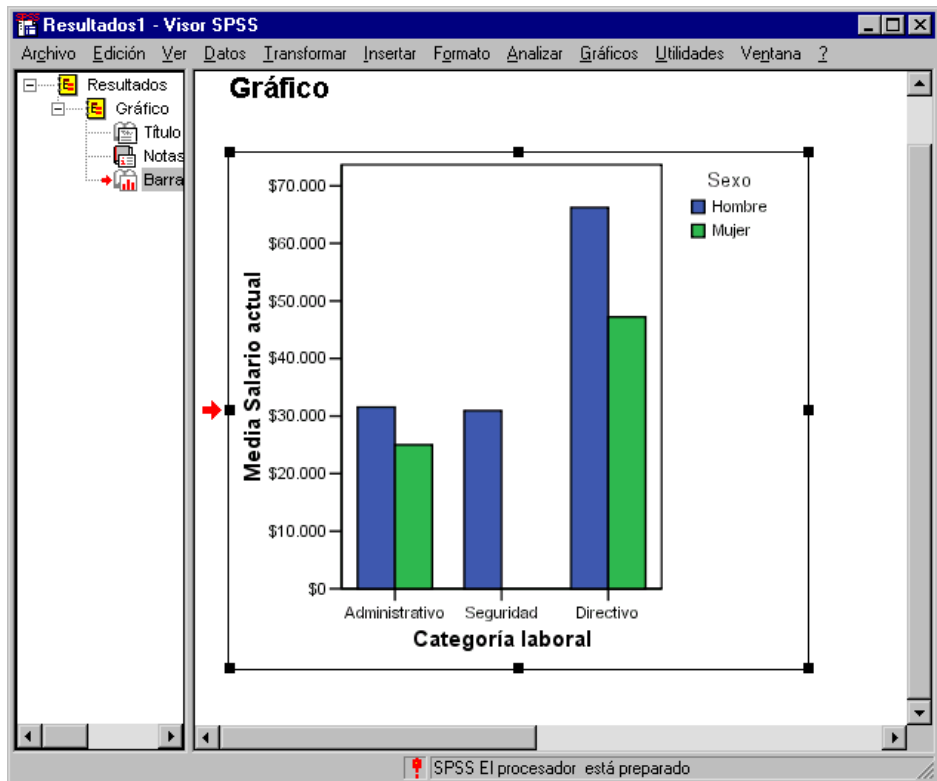 Resultados1 - Visor SPSS
Archivo Edición Ver Datos Transformar Insertar Formato Analizar Gráficos Utilidades Ventana ?
Resultados
Gráfico
Título
Notas
Barra
Gráfico
Sexo
Hombre
Mujer
$70.000
$60.000
$50.000
$40.000
$30.000
$20.000
$10.000
$0
Media Salario actual
Administrativo Seguridad Directivo
Categoría laboral
SPSS El procesador está preparado